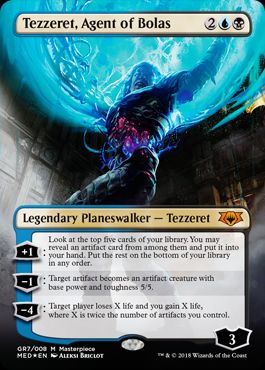 Tezzeret, Agent of Bolas 2
Legendary Planeswalker — Tezzeret
+1
Look at the top five cards of your library. You may
reveal an artifact card from among them and put it into
your hand. Put the rest on the bottom of your library
in any order.
−1
Target artifact becomes an artifact creature with
base power and toughness 5/5.
−4
Target player loses X life and you gain X life,
where X is twice the number of artifacts you control.
3
GR7/008 M Masterpiece
MED EN Aleksi Briclot
™ & © 2018 Wizards of the Coast